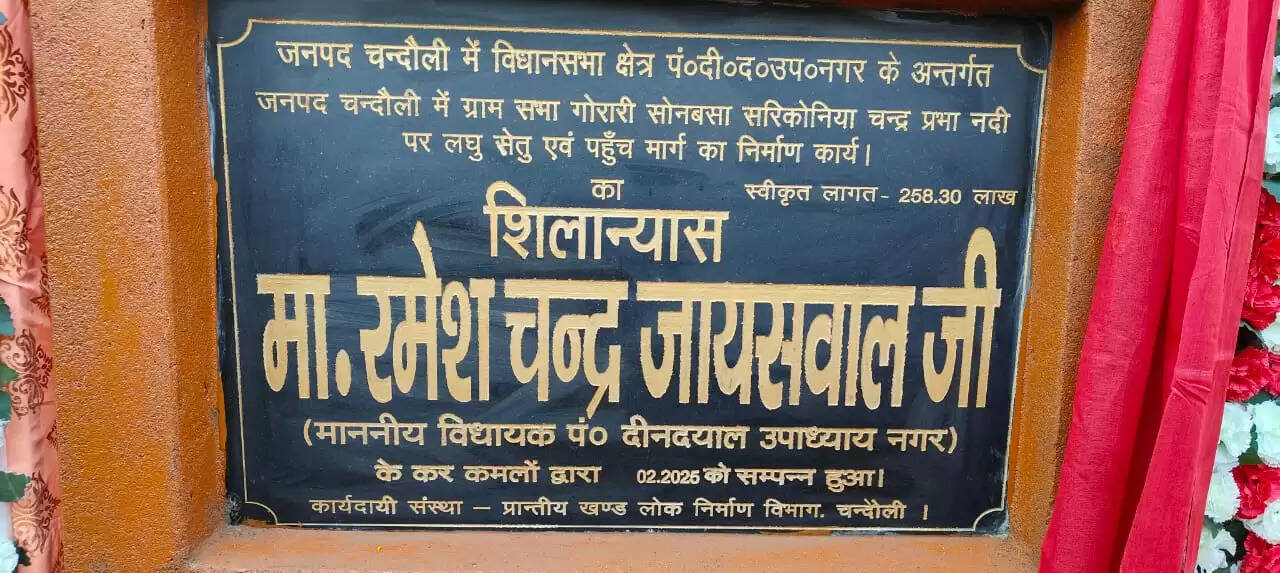 जनपद चन्दौली में विधानसभा क्षेत्र पं०दी०द०उप०नगर के अन्तर्गत
जनपद चन्दौली में ग्राम सभा गोरारी सोनबसा सरिकोनिया चन्द्र प्रभा नदी
पर लघु सेतु एवं पहुँच मार्ग का निर्माण कार्य।
का
स्वीकृत लागत - 258.30 लाख
शिलान्यास
मा. रमेश चन्द्र जायसवाल जी
(माननीय विधायक पं० दीनदयाल उपाध्याय नगर)
के कर कमलों द्वारा 02.2025 को सम्पन्न हुआ।
कार्यदायी संस्था – प्रान्तीय खण्ड लोक निर्माण विभाग. चन्दौली ।